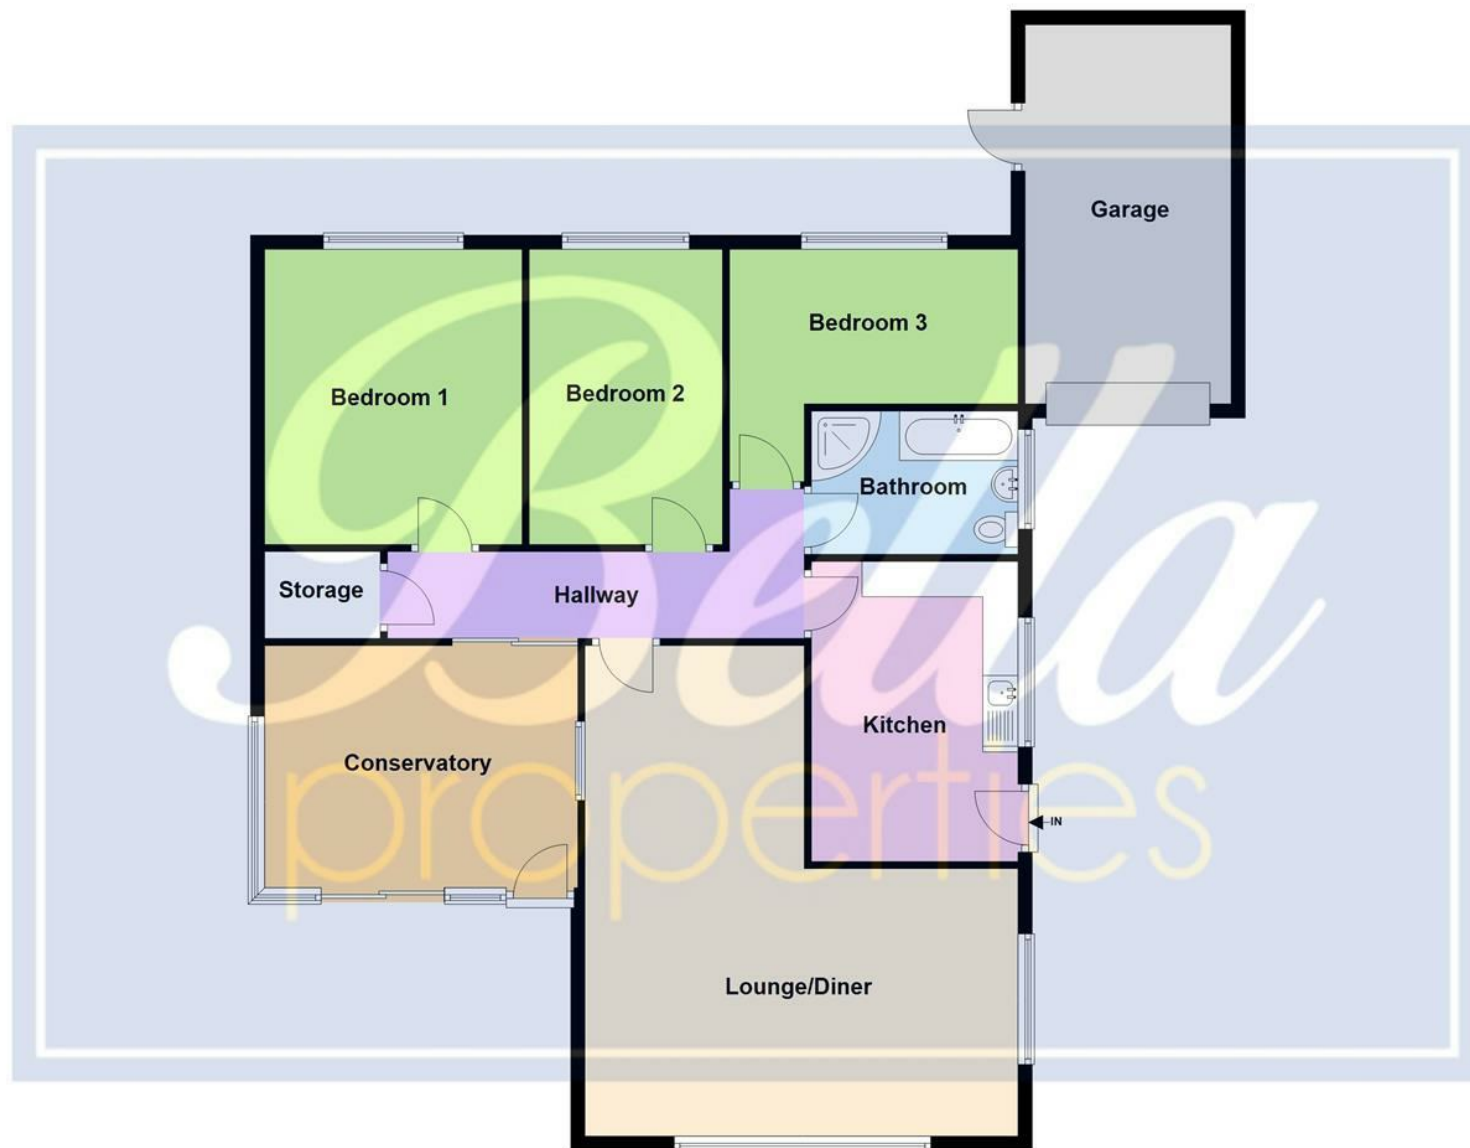 Garage
Bedroom 3
Bedroom 1
Bedroom 2
Bathroom
Storage
Hallway
Kitchen
Conservatory
IN
Lounge/Diner
Bella
properties